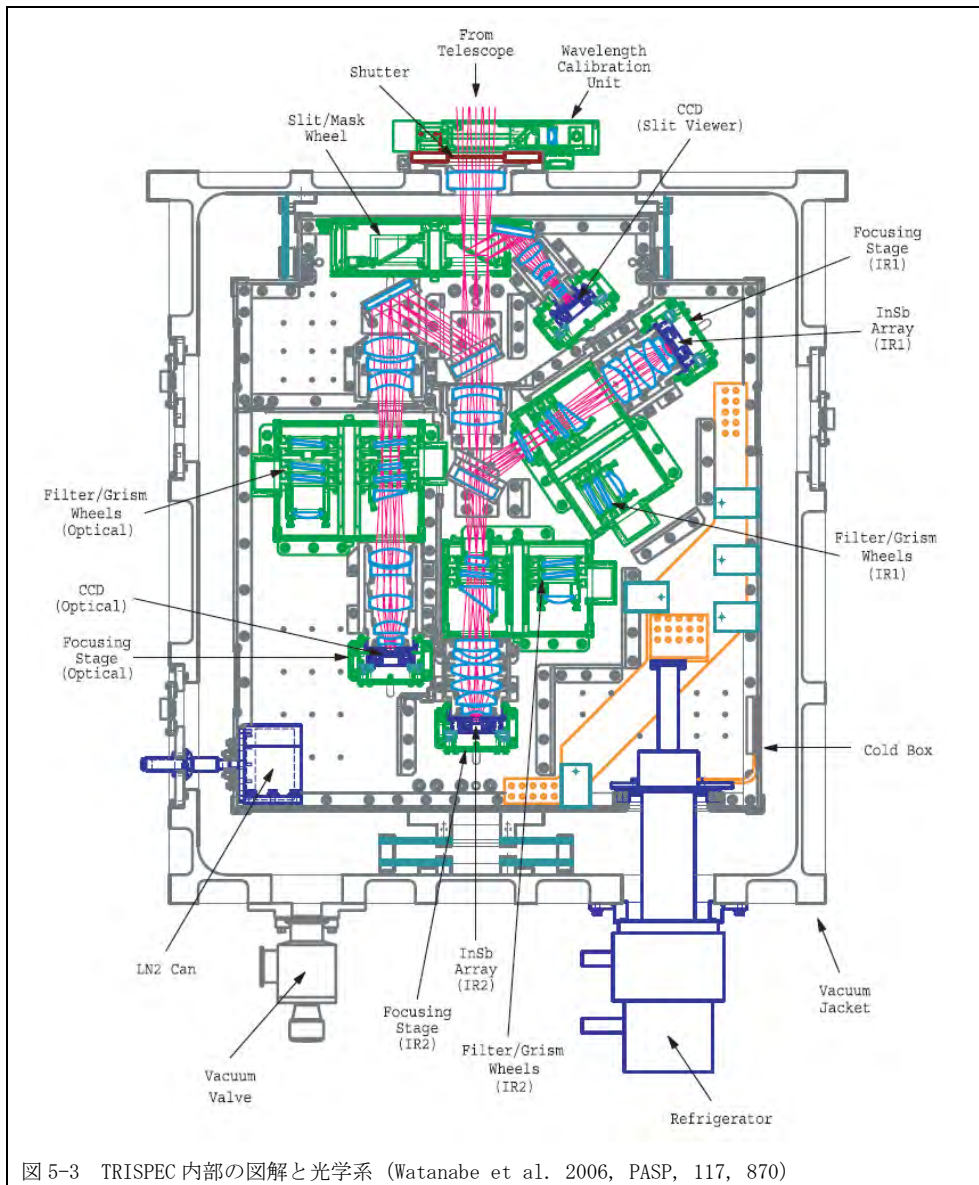 From
Telescope
Wavelength
Calibration
Unit
Shutter
CCD
(Slit Viewer)
Slit/Mask
Wheel
Focusing
Stage
(IR1)
InSb
Array
(IR1)
Filter/Grism
Wheels
(Optical)
Filter/Grism
Wheels
(IR1)
CCD
(Optical)
Focusing
Stage
(Optical)
Cold Box
LN2 Can
InSb
Array
(IR2)
Vacuum
Jacket
Focusing
Stage
(IR2)
Filter/Grism
Wheels
(IR2)
Vacuum
Valve
Refrigerator
図 5-3 TRISPEC 内部の図解と光学系 (Watanabe et al. 2006, PASP, 117, 870)